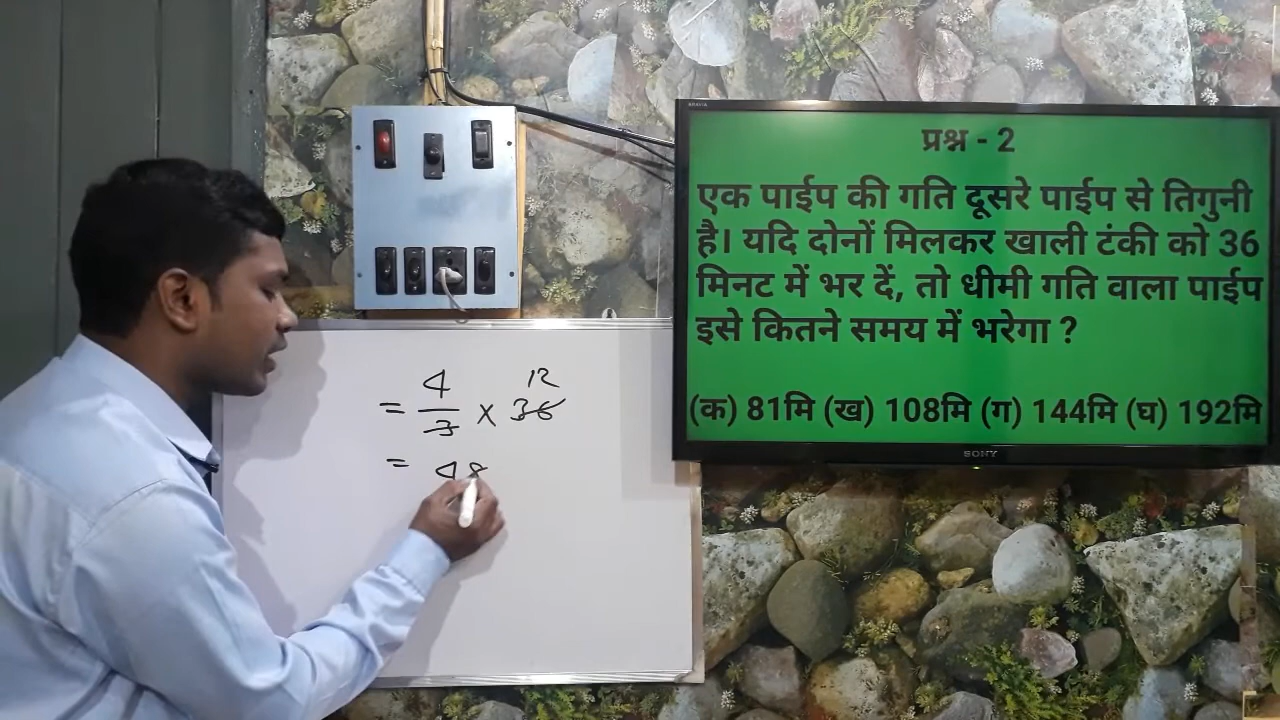 प्रश्न - 2
एक पाईप की गति दूसरे पाईप से तिगुनी
है। यदि दोनों मिलकर खाली टंकी को 36
मिनट में भर दें, तो धीमी गति वाला पाईप
इसे कितने समय में भरेगा ?
(क) 81मि (ख) 108मि (ग) 144मि (घ) 192मि
BRAVIA
SONY
12
= 4/3 × 36
= 48